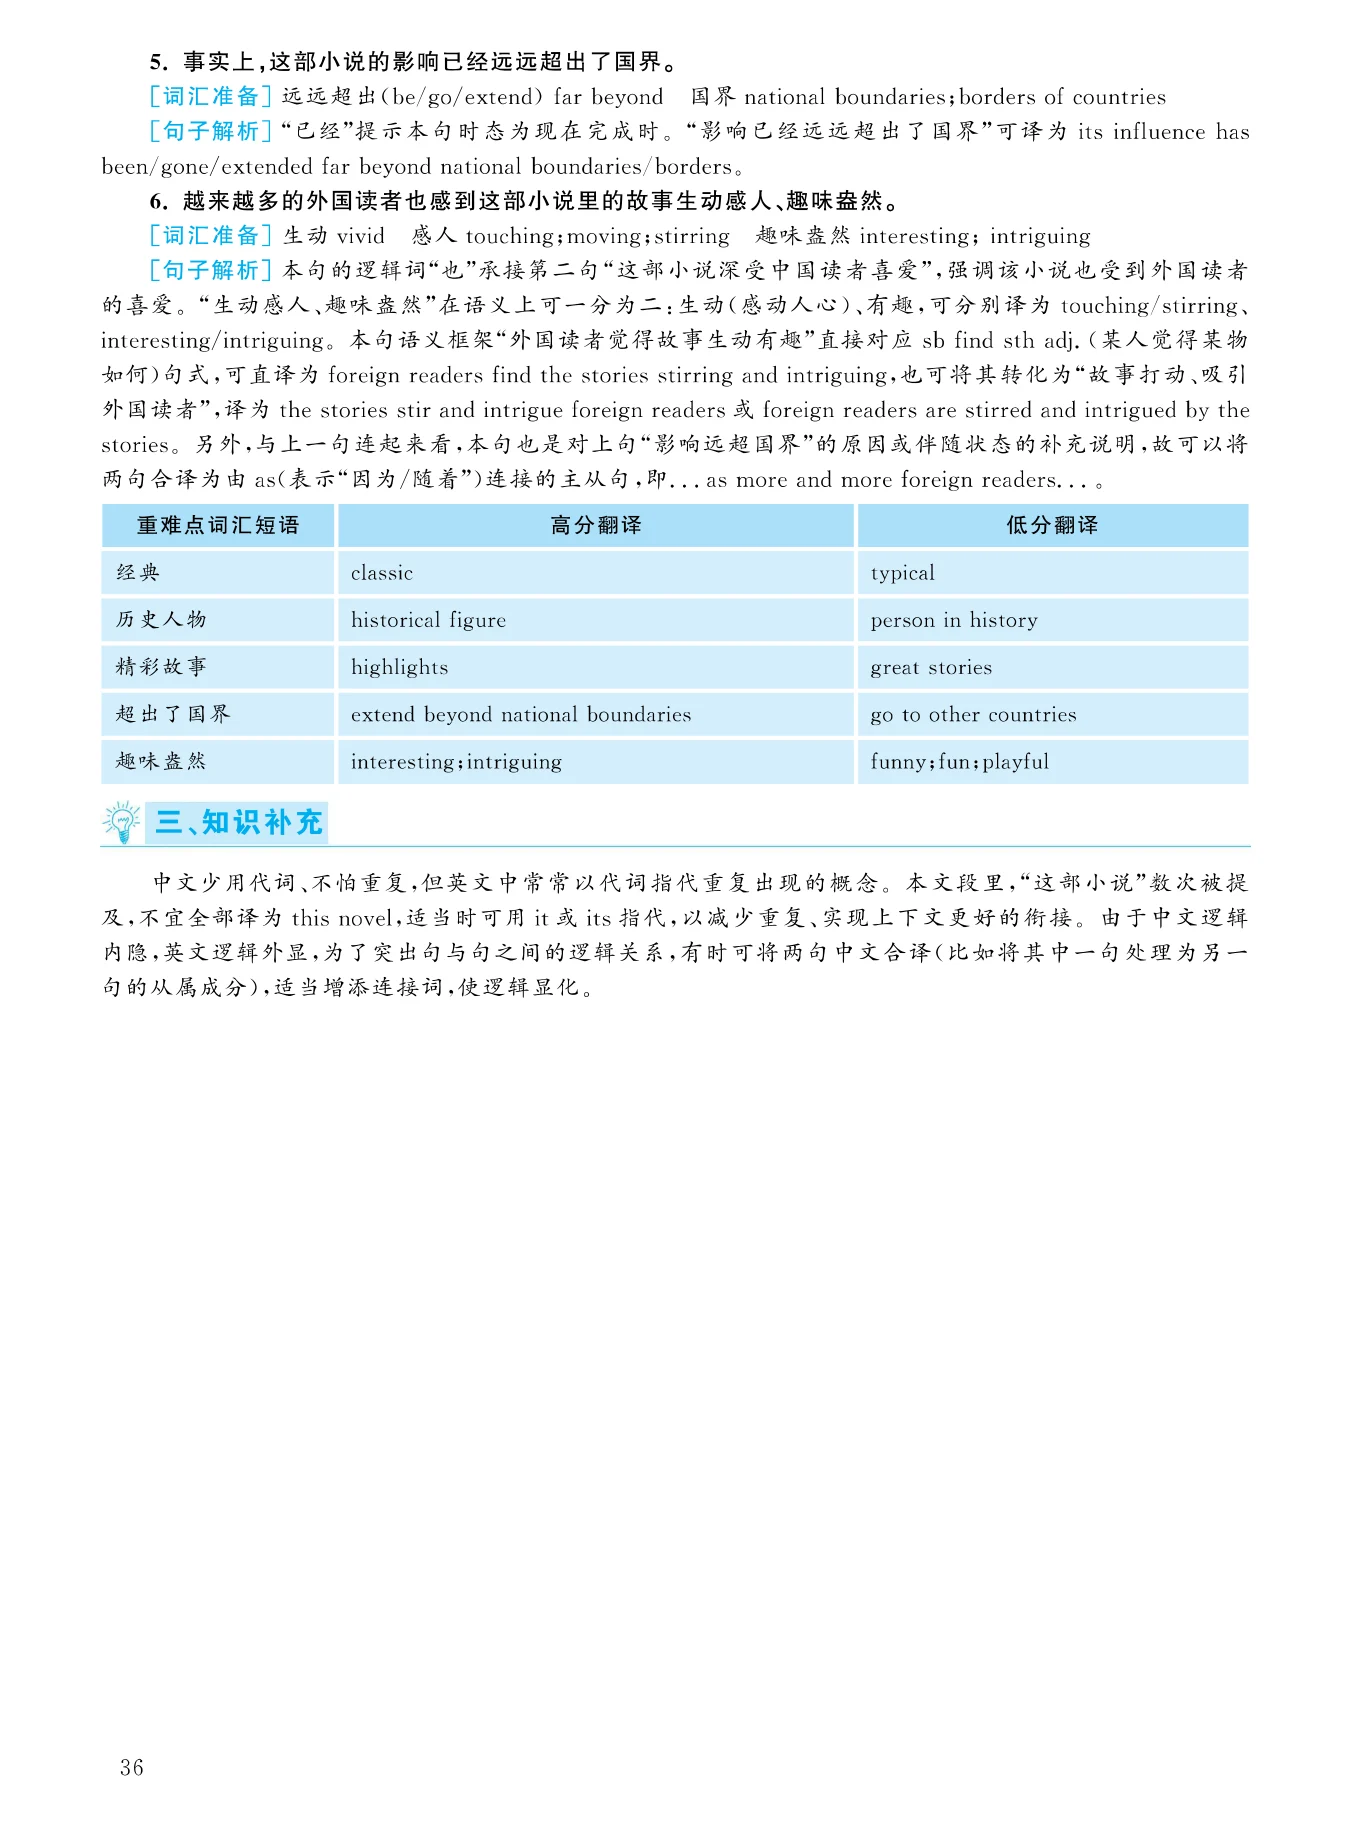 5. 事实上,这部小说的影响已经远远超出了国界。
[词汇准备] 远远超出(be/go/extend) far beyond 国界 national boundaries;borders of countries
[句子解析] “已经”提示本句时态为现在完成时。“影响已经远远超出了国界”可译为 its influence has
been/gone/extended far beyond national boundaries/borders。
6. 越来越多的外国读者也感到这部小说里的故事生动感人、趣味盎然。
[词汇准备] 生动 vivid 感人 touching;moving;stirring 趣味盎然 interesting; intriguing
[句子解析] 本句的逻辑词“也”承接第二句“这部小说深受中国读者喜爱”,强调该小说也受到外国读者
的喜爱。“生动感人、趣味盎然”在语义上可一分为二:生动(感动人心)、有趣,可分别译为 touching/stirring、
interesting/intriguing。本句语义框架“外国读者觉得故事生动有趣”直接对应 sb find sth adj. (某人觉得某物
如何)句式,可直译为 foreign readers find the stories stirring and intriguing,也可将其转化为“故事打动、吸引
外国读者”,译为 the stories stir and intrigue foreign readers 或 foreign readers are stirred and intrigued by the
stories。另外,与上一句连起来看,本句也是对上句“影响远超国界”的原因或伴随状态的补充说明,故可以将
两句合译为由 as(表示“因为/随着”)连接的主从句,即... as more and more foreign readers...。
重难点词汇短语 高分翻译 低分翻译
经典 classic typical
历史人物 historical figure person in history
精彩故事 highlights great stories
超出了国界 extend beyond national boundaries go to other countries
趣味盎然 interesting;intriguing funny;fun;playful
三、知识补充
中文少用代词、不怕重复,但英文中常常以代词指代重复出现的概念。本文段里,“这部小说”数次被提
及,不宜全部译为 this novel,适当时可用 it 或 its 指代,以减少重复、实现上下文更好的衔接。由于中文逻辑
内隐,英文逻辑外显,为了突出句与句之间的逻辑关系,有时可将两句中文合译(比如将其中一句处理为另一
句的从属成分),适当增添连接词,使逻辑显化。
36